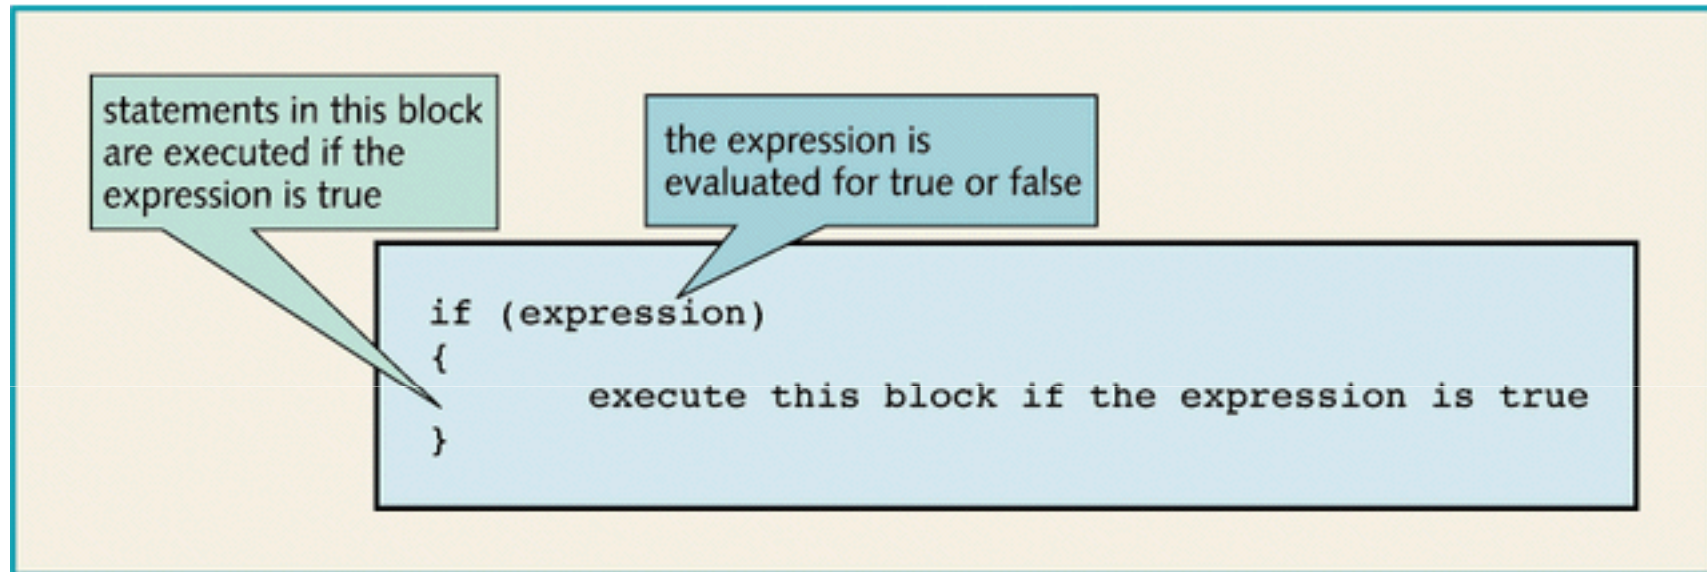 statements in this block
are executed if the
expression is true
the expression is
evaluated for true or false
if (expression)
{
execute this block if the expression is true
}